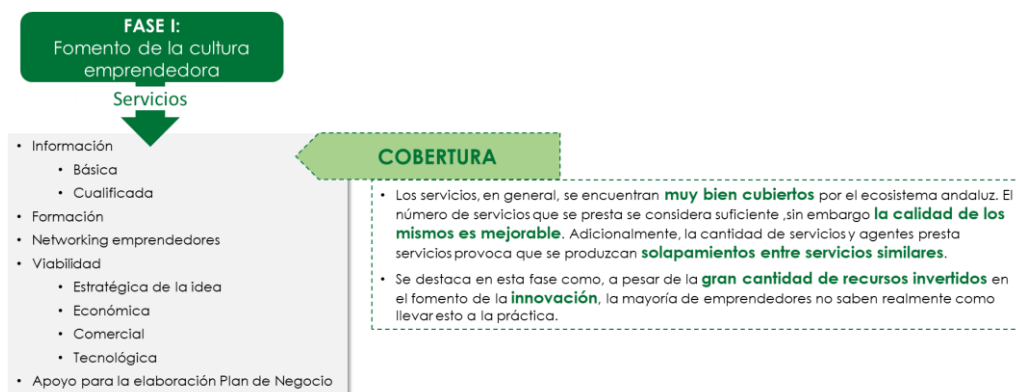 FASE I:
Fomento de la cultura
emprendedora
Servicios
• Información
• Básica
• Cualificada
• Formación
• Networking emprendedores
• Viabilidad
• Estratégica de la idea
• Económica
• Comercial
• Tecnológica
• Apoyo para la elaboración Plan de Negocio
COBERTURA
• Los servicios, en general, se encuentran muy bien cubiertos por el ecosistema andaluz. El
número de servicios que se presta se considera suficiente ,sin embargo la calidad de los
mismos es mejorable. Adicionalmente, la cantidad de servicios y agentes presta
servicios provoca que se produzcan solapamientos entre servicios similares.
• Se destaca en esta fase como, a pesar de la gran cantidad de recursos invertidos en
el fomento de la innovación, la mayoría de emprendedores no saben realmente como
llevar esto a la práctica.